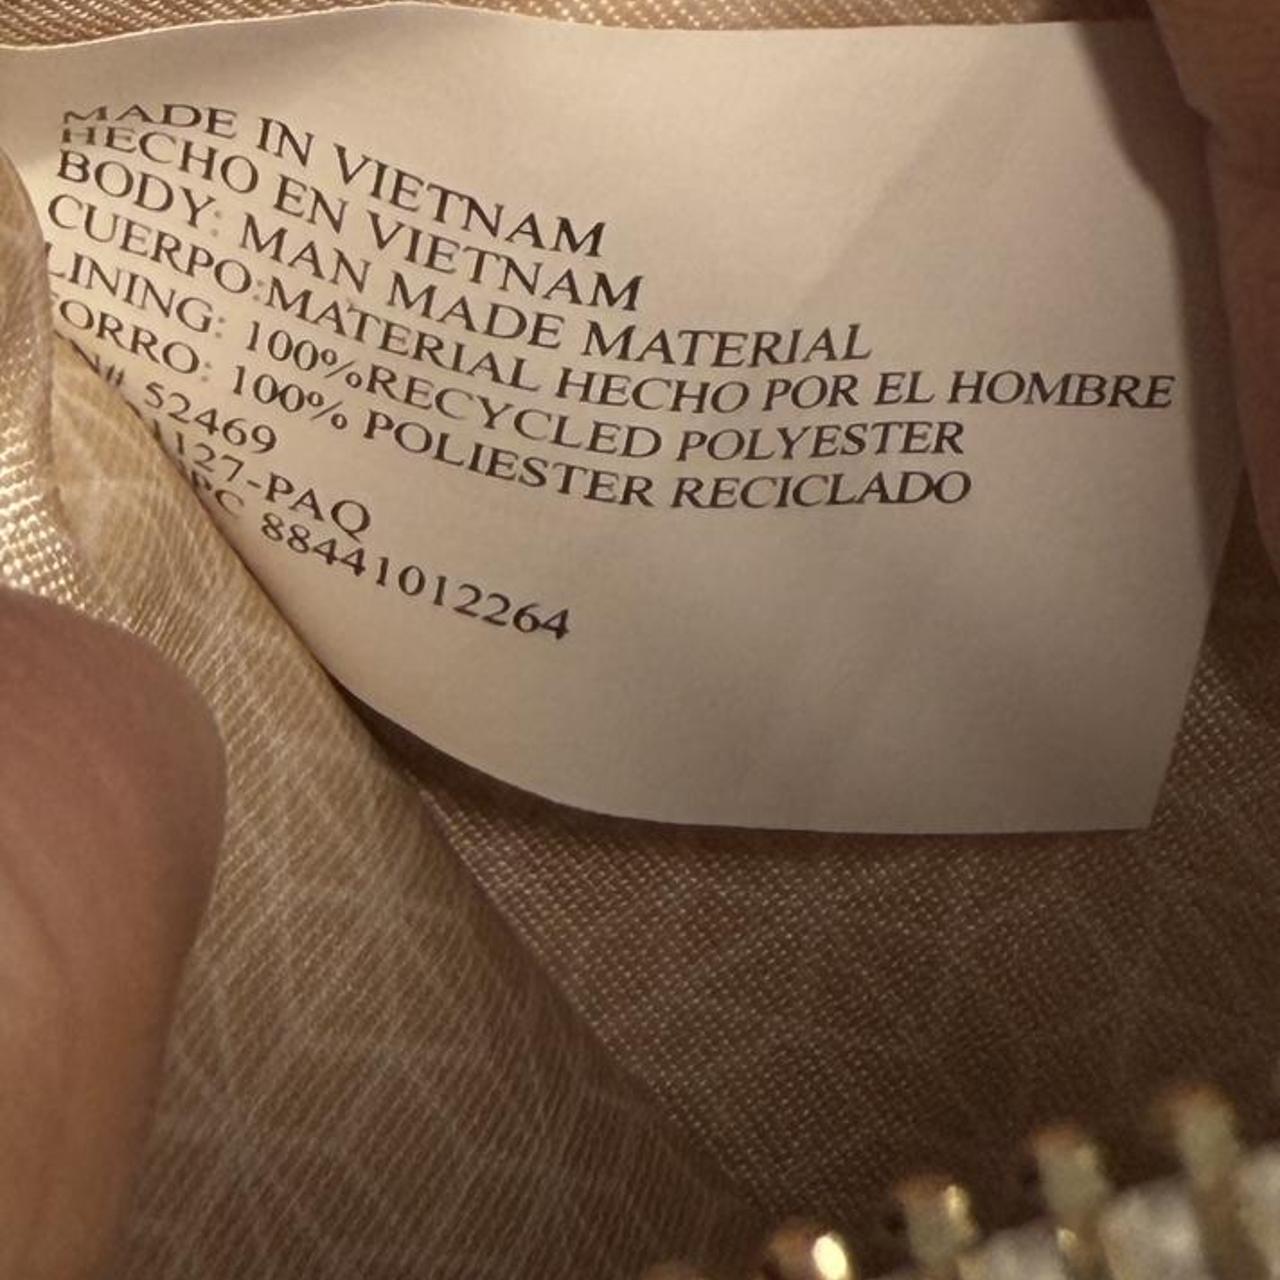 MADE IN VIETNAM
HECHO EN VIETNAM
BODY: MAN MADE MATERIAL
CUERPO:MATERIAL HECHO POR EL HOMBRE
LINING: 100%RECYCLED POLYESTER
FORRO: 100% POLIESTER RECICLADO
52469
127-PAQ
88441012264